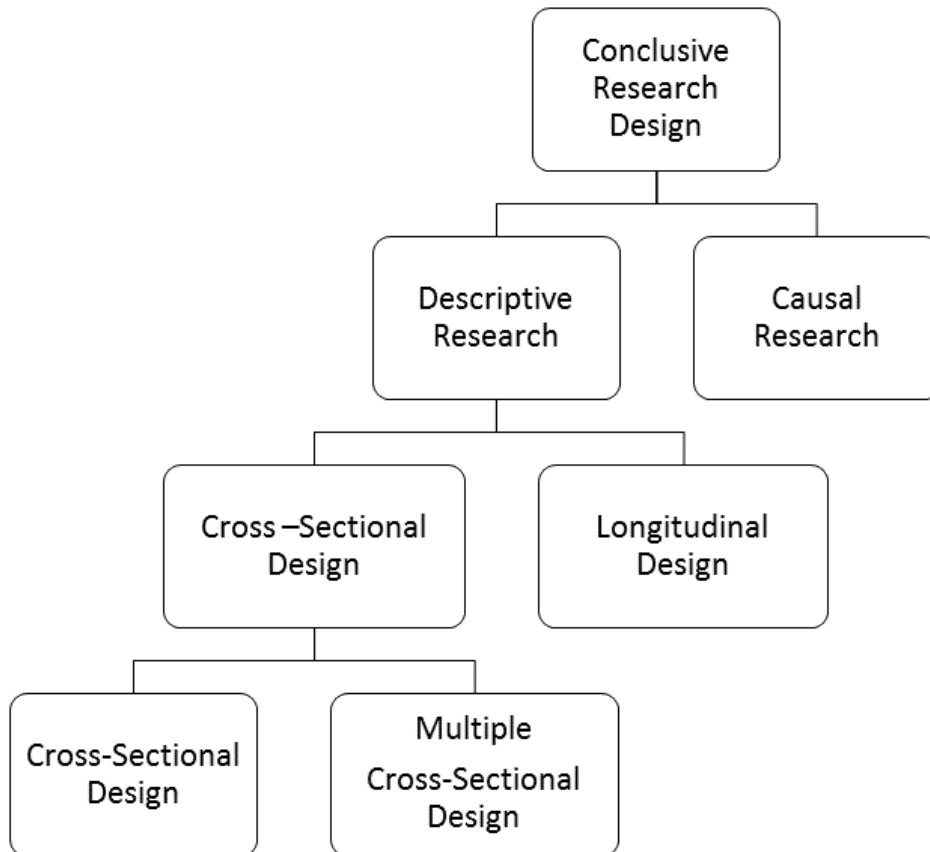 Conclusive
Research
Design
Descriptive
Research
Causal
Research
Cross –Sectional
Design
Longitudinal
Design
Cross-Sectional
Design
Multiple
Cross-Sectional
Design